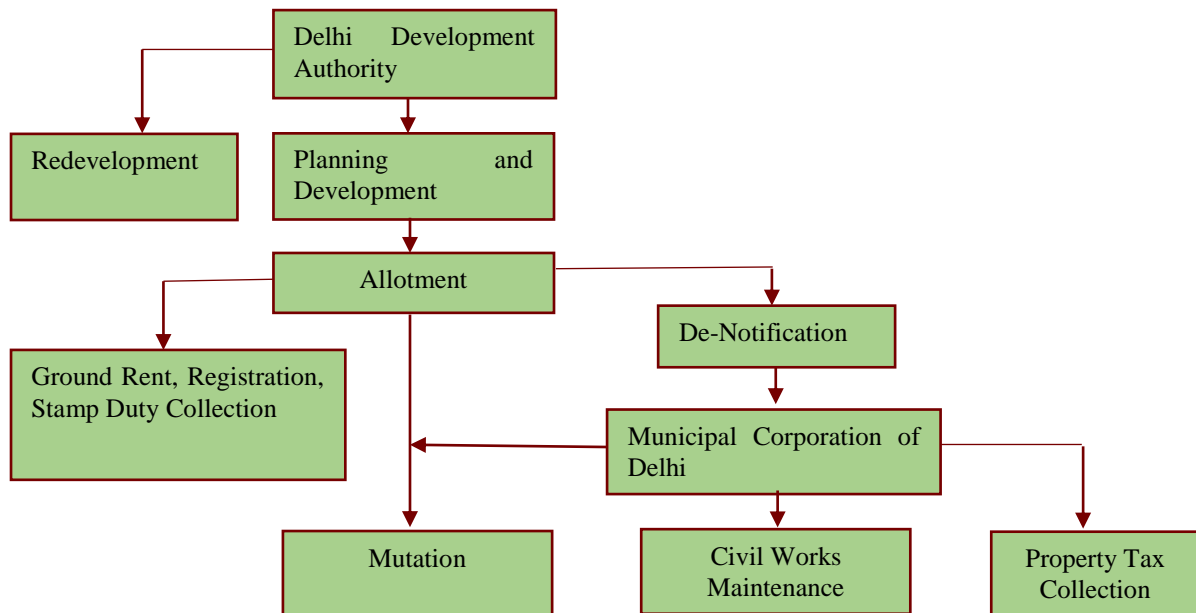 Delhi Development
Authority
Redevelopment
Planning and
Development
Allotment
De-Notification
Ground Rent, Registration,
Stamp Duty Collection
Municipal Corporation of
Delhi
Mutation
Civil Works
Maintenance
Property Tax
Collection